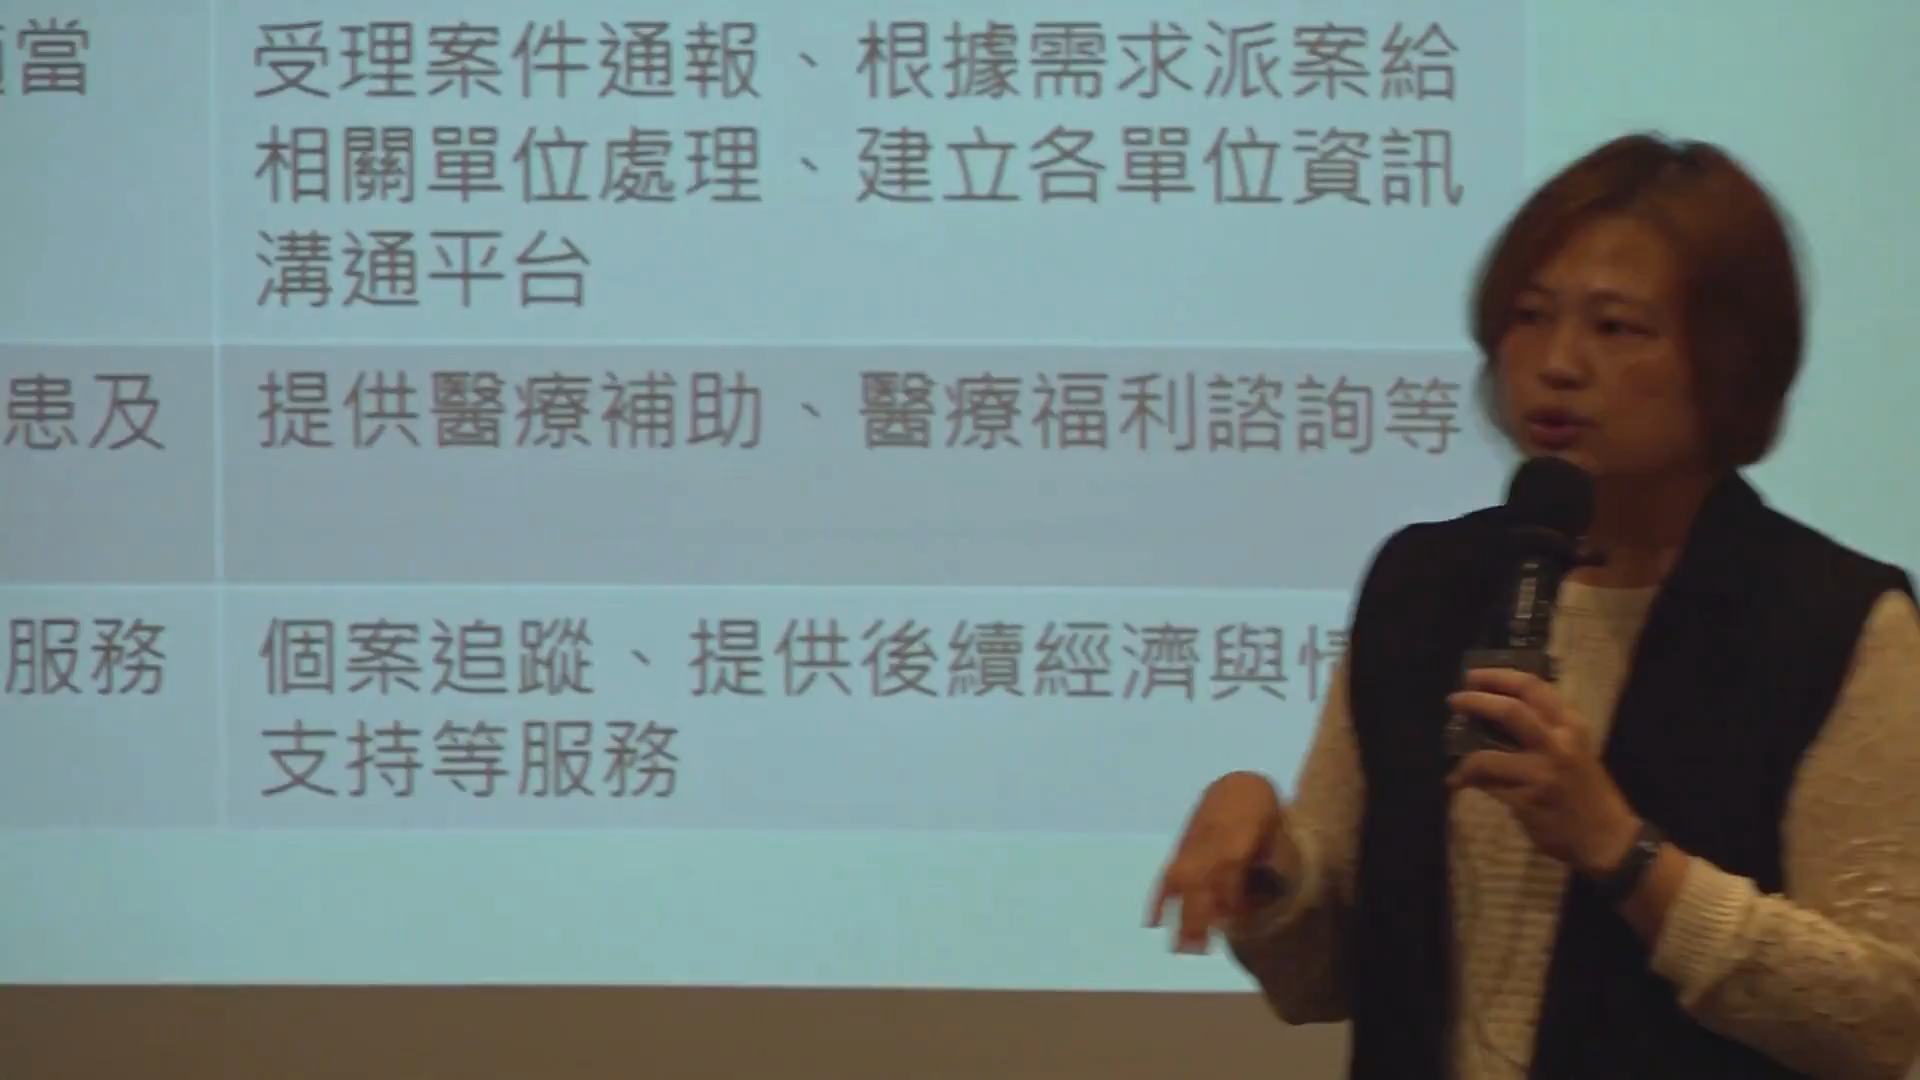 當
受理案件通報、根據需求派案給
相關單位處理、建立各單位資訊
溝通平台
患及
提供醫療補助、醫療福利諮詢等
服務
個案追蹤、提供後續經濟與情
支持等服務